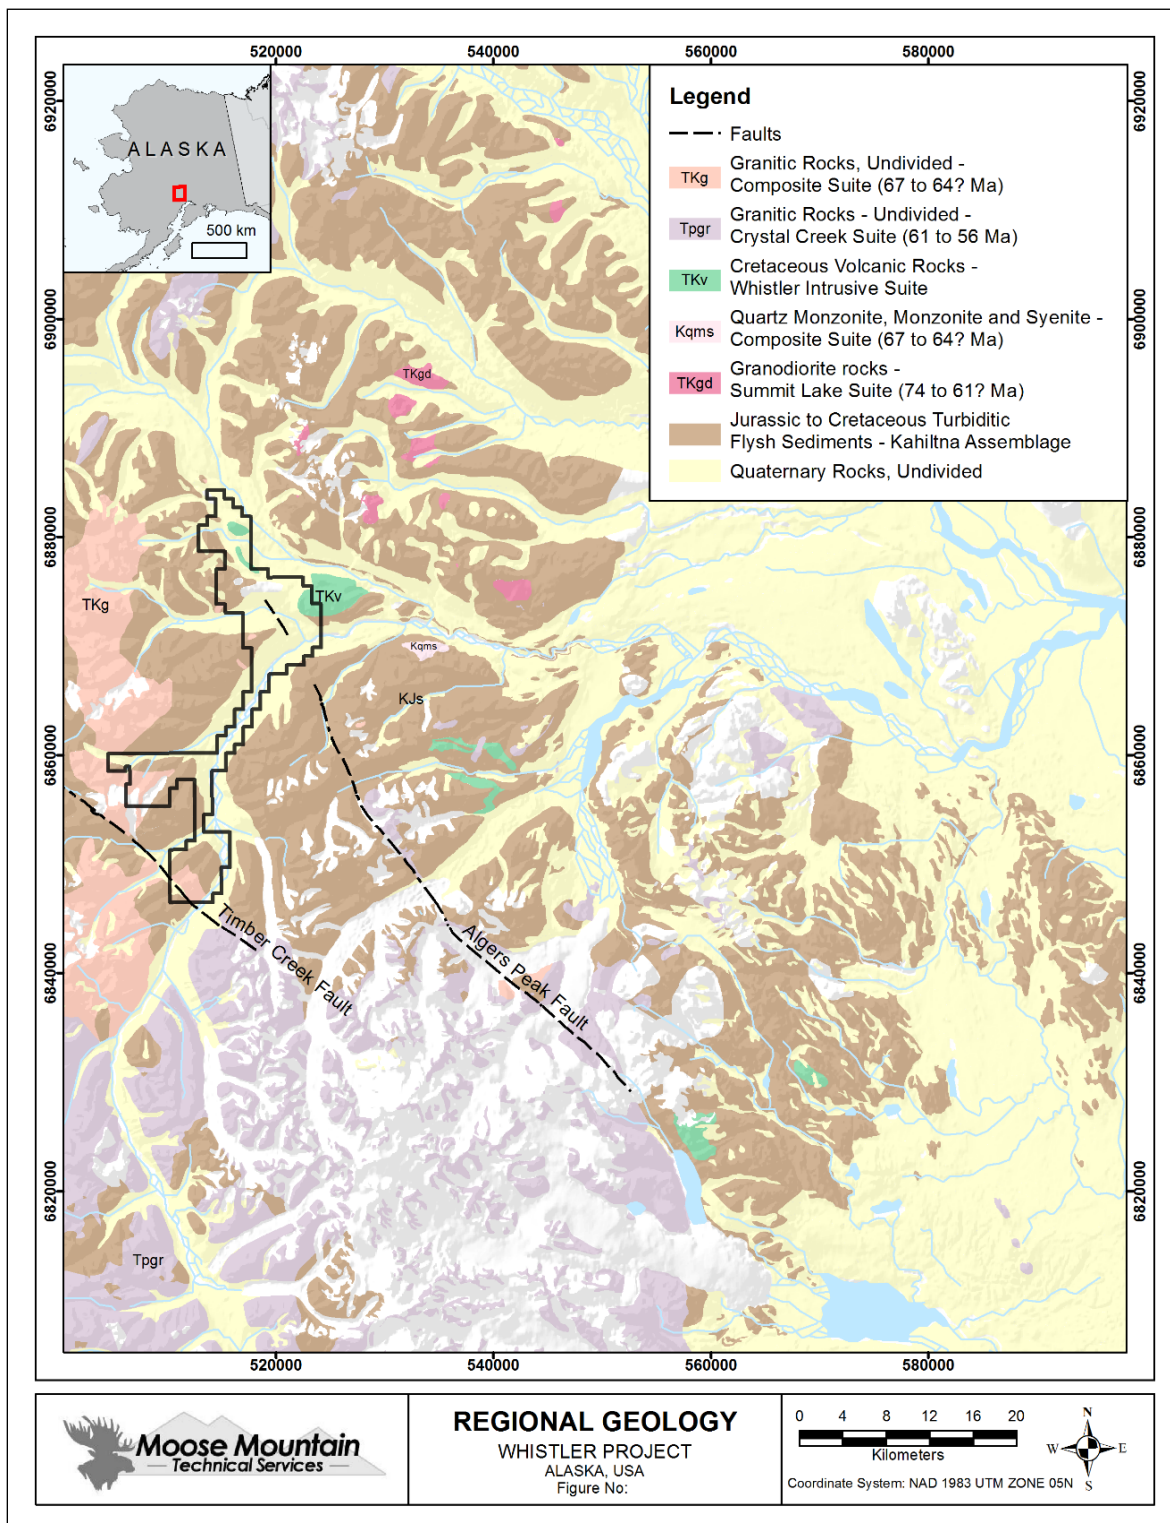 520000
540000
560000
580000
6920000
6920000
ALASKA
500 km
Legend
Faults
TKg
Granitic Rocks, Undivided -
Composite Suite (67 to 64? Ma)
Tpgr
Granitic Rocks - Undivided -
Crystal Creek Suite (61 to 56 Ma)
TKv
Cretaceous Volcanic Rocks -
Whistler Intrusive Suite
Kqms
Quartz Monzonite, Monzonite and Syenite -
Composite Suite (67 to 64? Ma)
TKgd
Granodiorite rocks -
Summit Lake Suite (74 to 61? Ma)
Jurassic to Cretaceous Turbiditic
Flysh Sediments - Kahiltna Assemblage
Quaternary Rocks, Undivided
6900000
6900000
TKgd
6880000
6880000
TKv
TKg
Kqms
KJs
6860000
6860000
Timber Creek Fault
Algers Peak Fault
6840000
6840000
6820000
6820000
Tpgr
520000
540000
560000
580000
Moose Mountain
Technical Services
REGIONAL GEOLOGY
WHISTLER PROJECT
ALASKA, USA
Figure No:
0 4 8 12 16 20
Kilometers
Coordinate System: NAD 1983 UTM ZONE 05N
N
W E
S